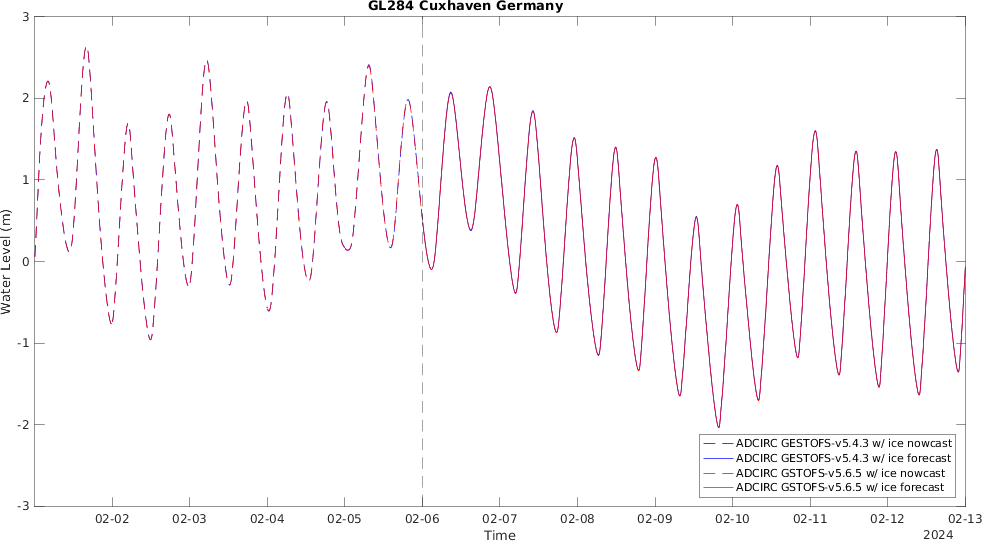 GL284 Cuxhaven Germany
3
2
1
0
-1
-2
-3
Water Level (m)
ADCIRC GESTOFS-v5.4.3 w/ ice nowcast
ADCIRC GESTOFS-v5.4.3 w/ ice forecast
ADCIRC GSTOFS-v5.6.5 w/ ice nowcast
ADCIRC GSTOFS-v5.6.5 w/ ice forecast
02-02 02-03 02-04 02-05 02-06 02-07 02-08 02-09 02-10 02-11 02-12 02-13
Time
2024